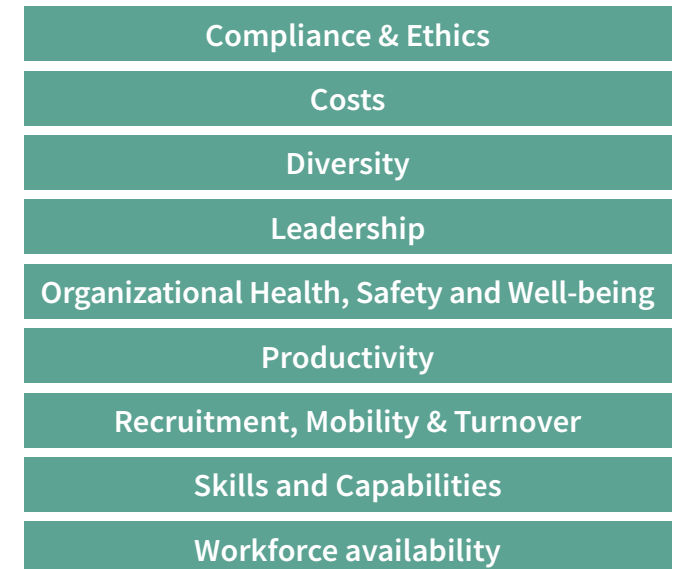 Compliance & Ethics
Costs
Diversity
Leadership
Organizational Health, Safety and Well-being
Productivity
Recruitment, Mobility & Turnover
Skills and Capabilities
Workforce availability